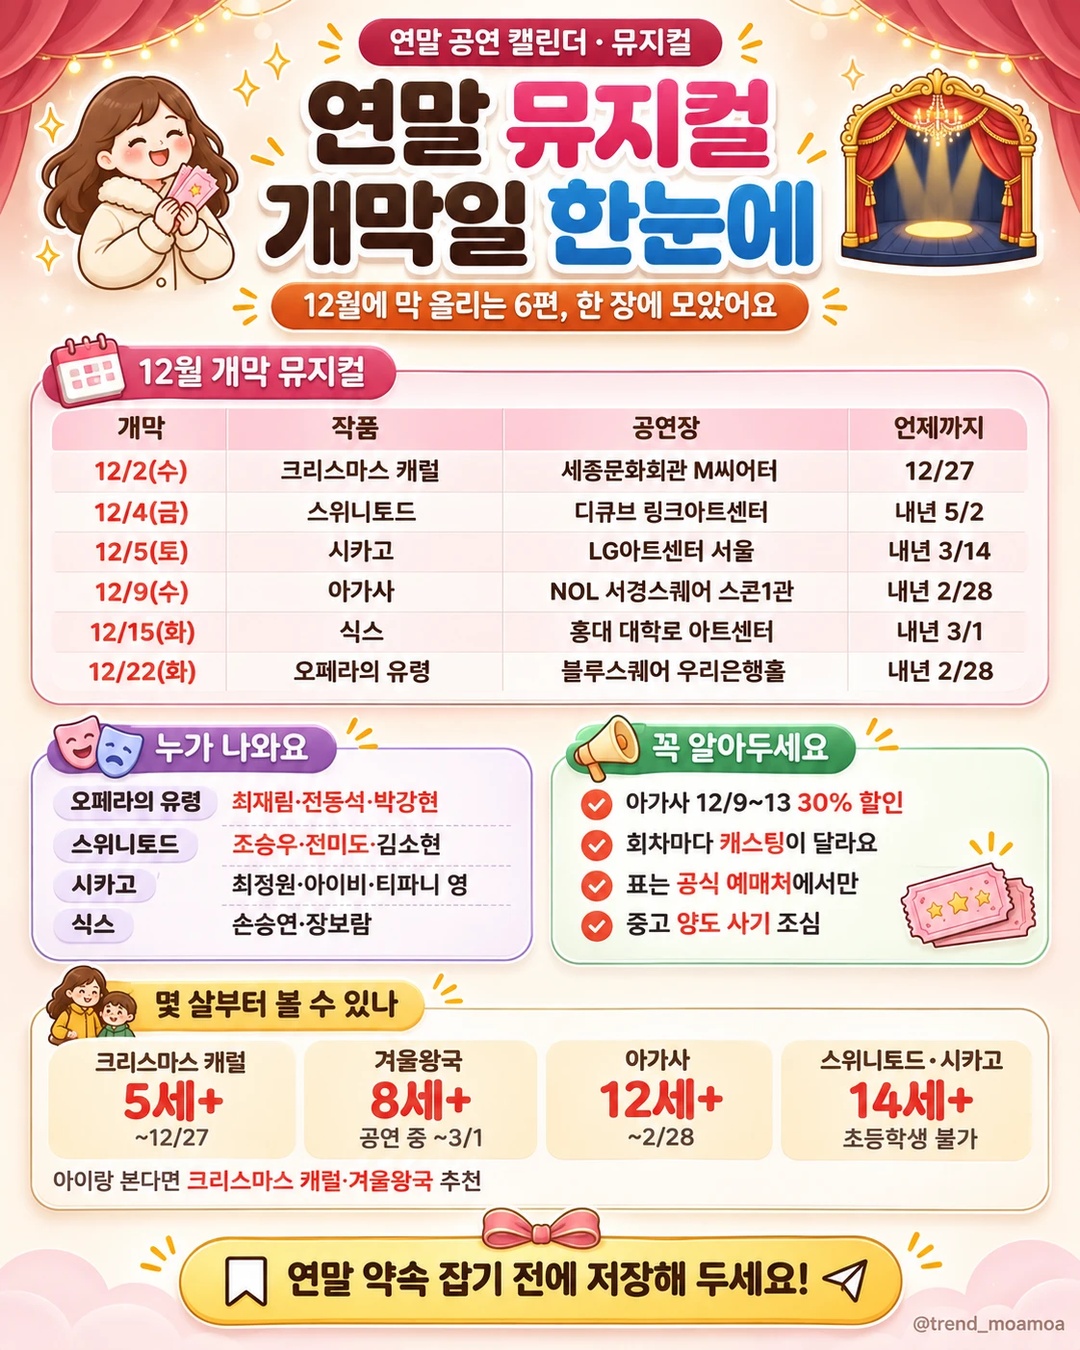 연말 공연 캘린더 · 뮤지컬
연말 뮤지컬
개막일 한눈에
12월에 막 올리는 6편, 한 장에 모았어요
12월 개막 뮤지컬
개막 작품 공연장 언제까지
12/2(수) 크리스마스 캐럴 세종문화회관 M씨어터 12/27
12/4(금) 스위니토드 디큐브 링크아트센터 내년 5/2
12/5(토) 시카고 LG아트센터 서울 내년 3/14
12/9(수) 아가사 NOL 서경스퀘어 스콘1관 내년 2/28
12/15(화) 식스 홍대 대학로 아트센터 내년 3/1
12/22(화) 오페라의 유령 블루스퀘어 우리은행홀 내년 2/28
누가 나와요
오페라의 유령 최재림·전동석·박강현
스위니토드 조승우·전미도·김소현
시카고 최정원·아이비·티파니 영
식스 손승연·장보람
꼭 알아두세요
아가사 12/9~13 30% 할인
회차마다 캐스팅이 달라요
표는 공식 예매처에서만
중고 양도 사기 조심
몇 살부터 볼 수 있나
크리스마스 캐럴
5세+
~12/27
겨울왕국
8세+
공연 중 ~3/1
아가사
12세+
~2/28
스위니토드·시카고
14세+
초등학생 불가
아이랑 본다면 크리스마스 캐럴·겨울왕국 추천
연말 약속 잡기 전에 저장해 두세요!
@trend_moamoa